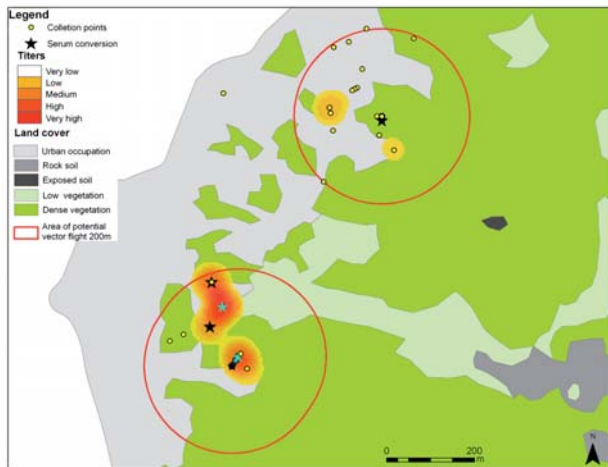 Legend
Colletion points
Serum conversion
Titers
Very low
Low
Medium
High
Very high
Land cover
Urban occupation
Rock soil
Exposed soil
Low vegetation
Dense vegetation
Area of potential
vector flight 200m
N
0 200
m